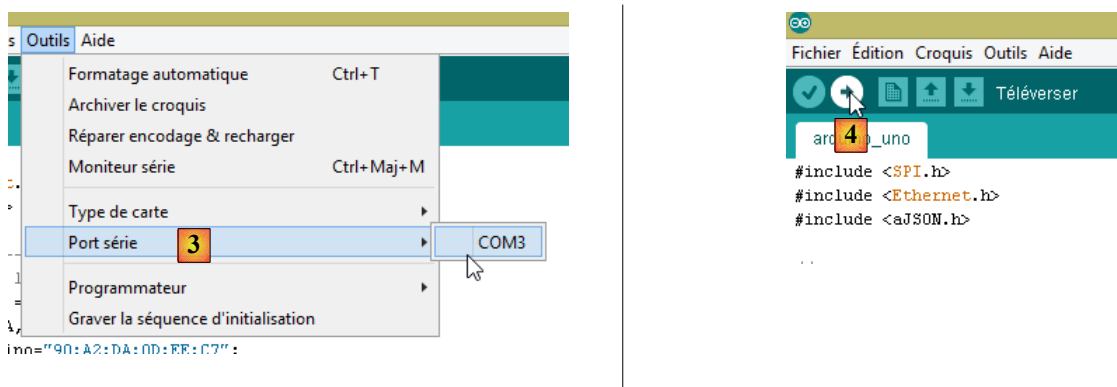 s Outils Aide
Formatage automatique Ctrl+T
Archiver le croquis
Réparer encodage & recharger
Moniteur série Ctrl+Maj+M
Type de carte
Port série 3 COM3
Programmateur
Graver la séquence d'initialisation
ino="90:A2:DA:0D:EE:C7";
Fichier Édition Croquis Outils Aide
Téléverser
4
_uno
#include <SPI.h>
#include <Ethernet.h>
#include <aJSON.h>